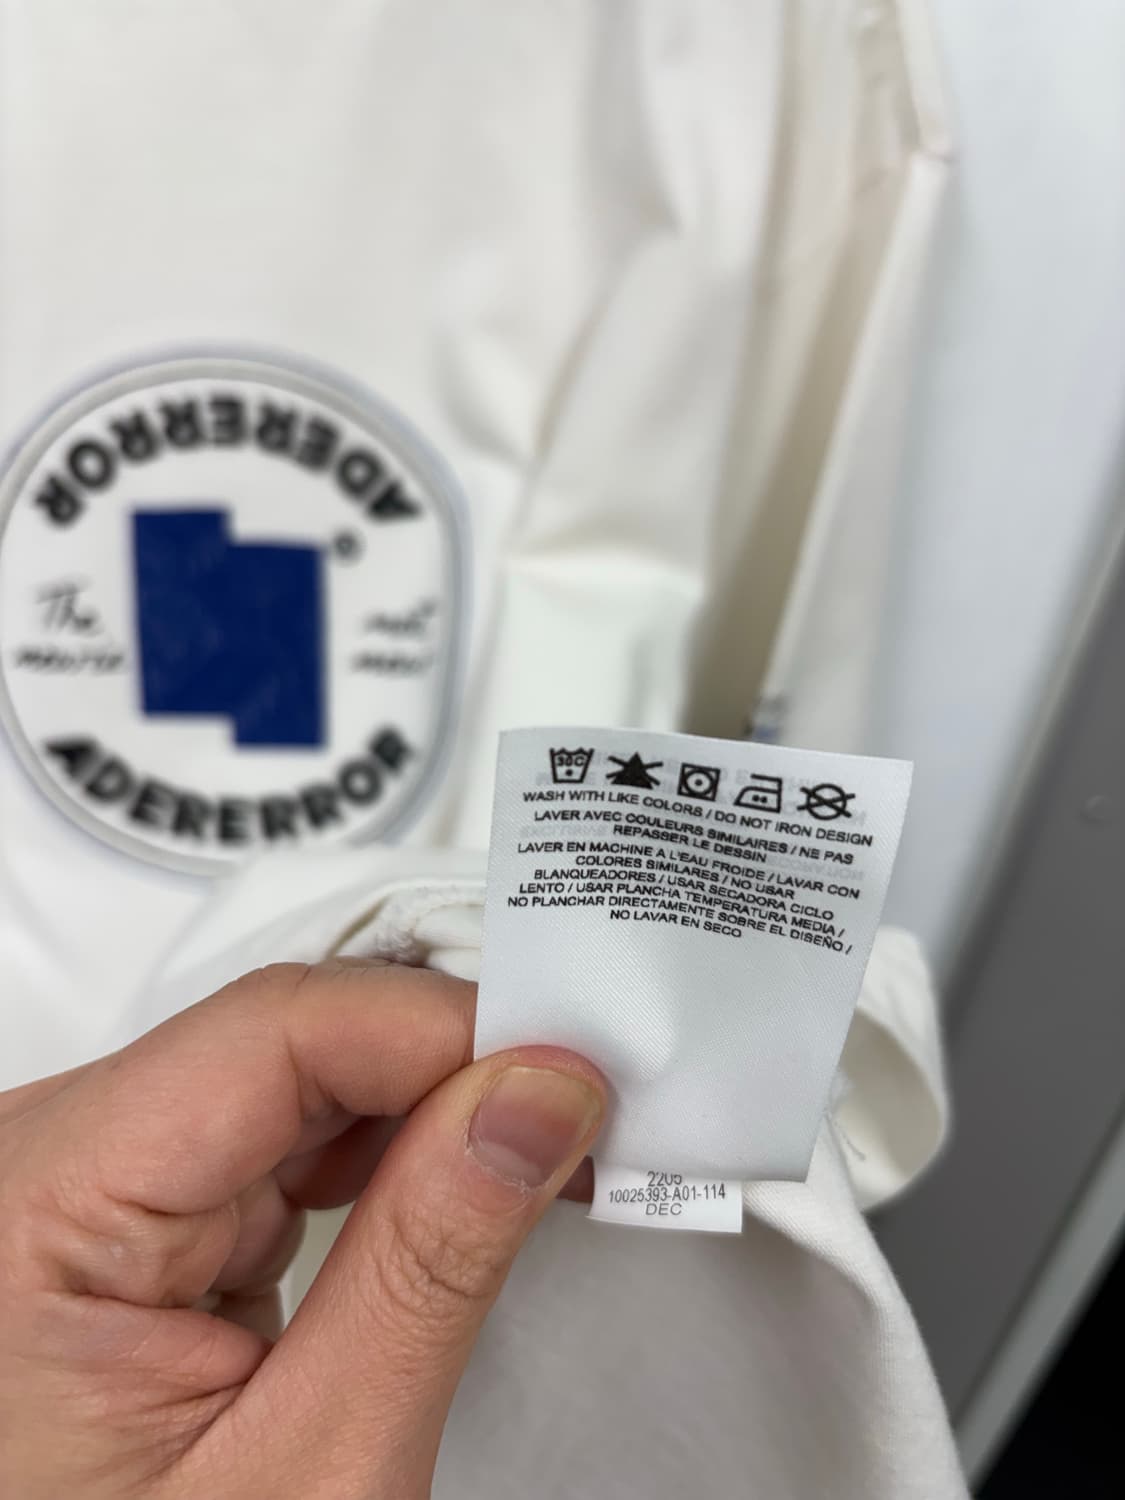 ADERERROR
The
not
ADERERROR
30C
WASH WITH LIKE COLORS / DO NOT IRON DESIGN
LAVER AVEC COULEURS SIMILAIRES / NE PAS
REPASSER LE DESSIN
LAVER EN MACHINE A L'EAU FROIDE / LAVAR CON
COLORES SIMILARES / NO USAR
BLANQUEADORES / USAR SECADORA CICLO
LENTO / USAR PLANCHA TEMPERATURA MEDIA /
NO PLANCHAR DIRECTAMENTE SOBRE EL DISEÑO /
NO LAVAR EN SECO
2205
10025393-A01-114
DEC